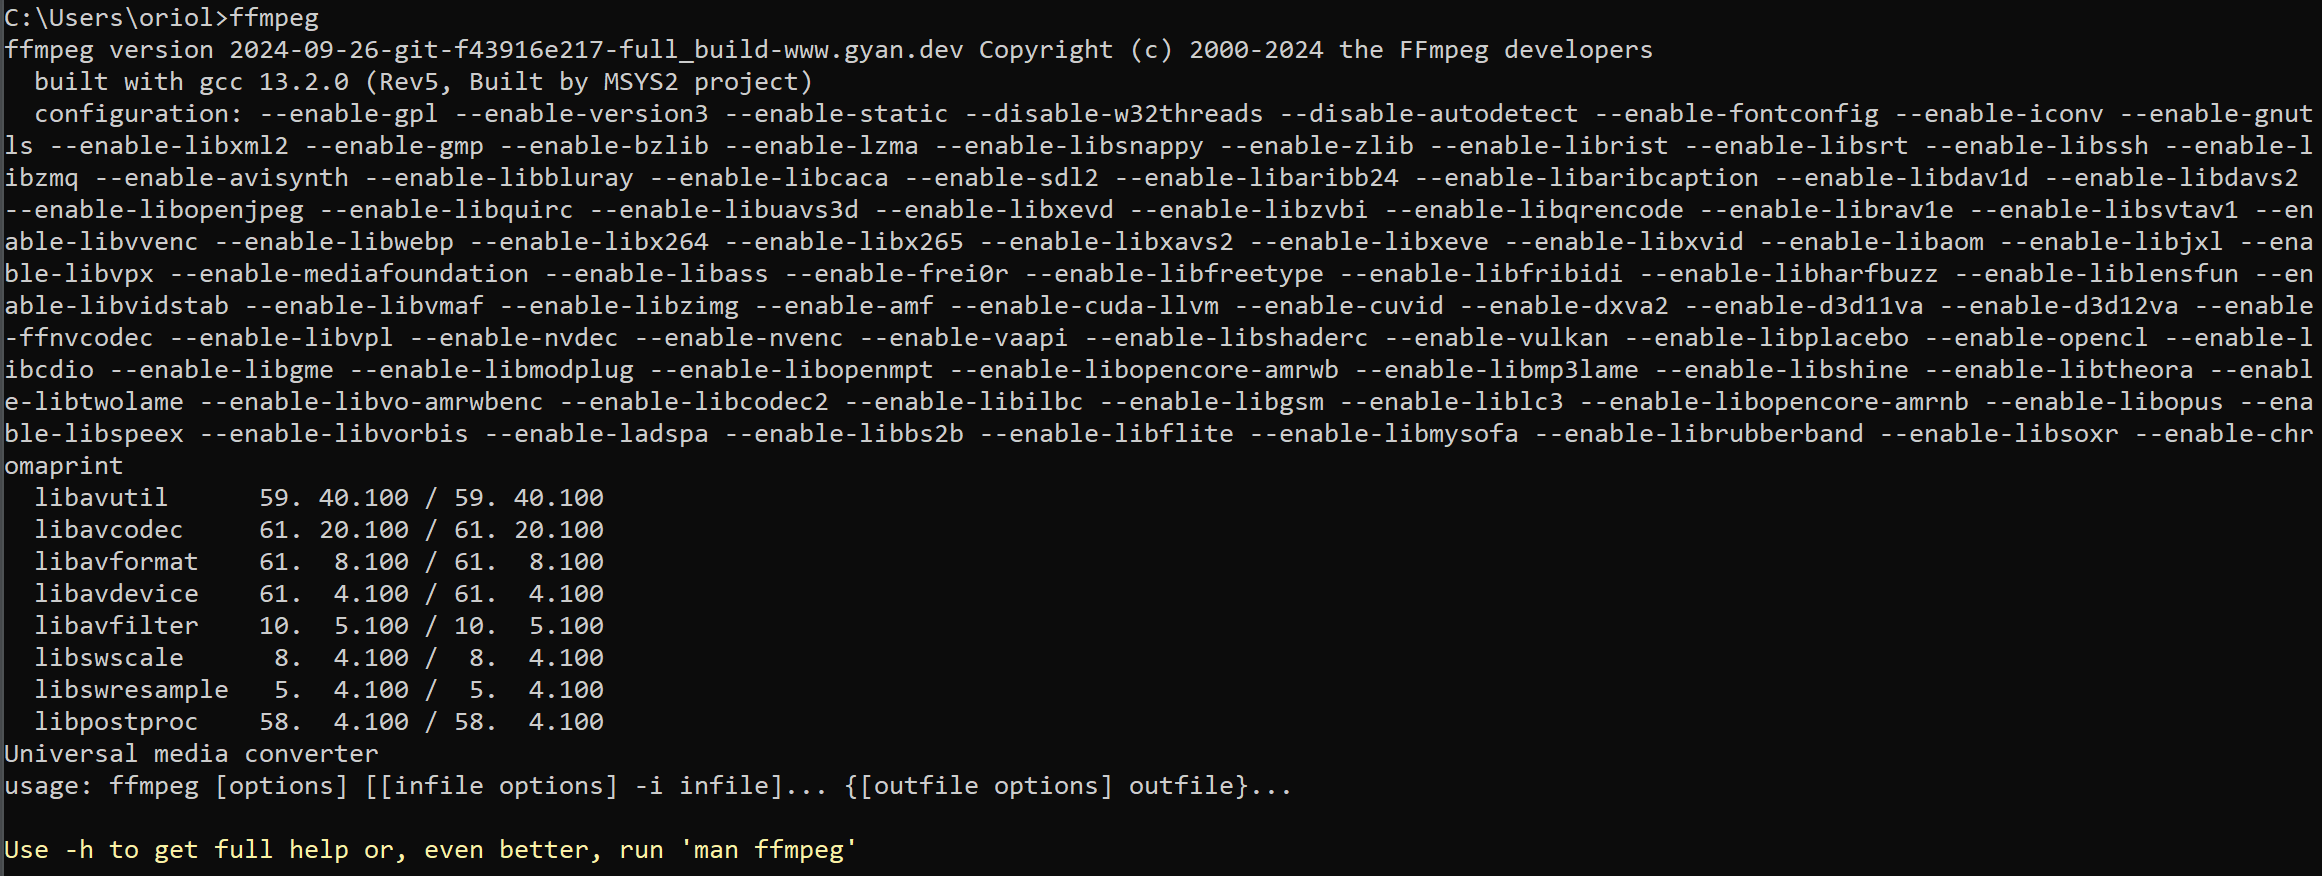 C:\Users\oriol>ffmpeg
ffmpeg version 2024-09-26-git-f43916e217-full_build-www.gyan.dev Copyright (c) 2000-2024 the FFmpeg developers
  built with gcc 13.2.0 (Rev5, Built by MSYS2 project)
  configuration: --enable-gpl --enable-version3 --enable-static --disable-w32threads --disable-autodetect --enable-fontconfig --enable-iconv --enable-gnut
ls --enable-libxml2 --enable-gmp --enable-bzlib --enable-lzma --enable-libsnappy --enable-zlib --enable-librist --enable-libsrt --enable-libssh --enable-l
ibzmq --enable-avisynth --enable-libbluray --enable-libcaca --enable-sdl2 --enable-libaribb24 --enable-libaribcaption --enable-libdav1d --enable-libdavs2
--enable-libopenjpeg --enable-libquirc --enable-libuavs3d --enable-libxevd --enable-libzvbi --enable-libqrencode --enable-librav1e --enable-libsvtav1 --en
able-libvvenc --enable-libwebp --enable-libx264 --enable-libx265 --enable-libxavs2 --enable-libxeve --enable-libxvid --enable-libaom --enable-libjxl --ena
ble-libvpx --enable-mediafoundation --enable-libass --enable-frei0r --enable-libfreetype --enable-libfribidi --enable-libharfbuzz --enable-liblensfun --en
able-libvidstab --enable-libvmaf --enable-libzimg --enable-amf --enable-cuda-llvm --enable-cuvid --enable-dxva2 --enable-d3d11va --enable-d3d12va --enable
-ffnvcodec --enable-libvpl --enable-nvdec --enable-nvenc --enable-vaapi --enable-libshaderc --enable-vulkan --enable-libplacebo --enable-opencl --enable-l
ibcdio --enable-libgme --enable-libmodplug --enable-libopenmpt --enable-libopencore-amrwb --enable-libmp3lame --enable-libshine --enable-libtheora --enabl
e-libtwolame --enable-libvo-amrwbenc --enable-libcodec2 --enable-libilbc --enable-libgsm --enable-liblc3 --enable-libopencore-amrnb --enable-libopus --ena
ble-libspeex --enable-libvorbis --enable-ladspa --enable-libbs2b --enable-libflite --enable-libmysofa --enable-librubberband --enable-libsoxr --enable-chr
omaprint
  libavutil      59. 40.100 / 59. 40.100
  libavcodec     61. 20.100 / 61. 20.100
  libavformat    61.  8.100 / 61.  8.100
  libavdevice    61.  4.100 / 61.  4.100
  libavfilter    10.  5.100 / 10.  5.100
  libswscale      8.  4.100 /  8.  4.100
  libswresample   5.  4.100 /  5.  4.100
  libpostproc    58.  4.100 / 58.  4.100
Universal media converter
usage: ffmpeg [options] [[infile options] -i infile]... {[outfile options] outfile}...

Use -h to get full help or, even better, run 'man ffmpeg'